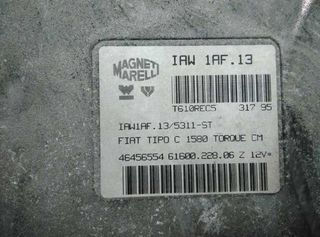 MAGNETI
MARELLI
IAW 1AF.13
T610RECS 317 95
IAW1AF.13/5311-ST
FIAT TIPO C 1580 TORQUE CM
46456554 61600.228.06 Z 12V=